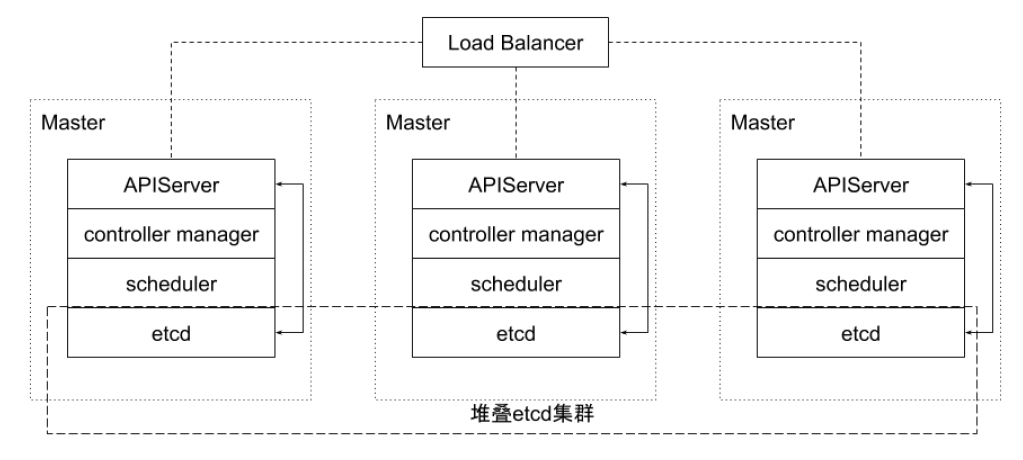 Load Balancer
Master
APIServer
controller manager
scheduler
etcd
Master
APIServer
controller manager
scheduler
etcd
Master
APIServer
controller manager
scheduler
etcd
堆叠etcd集群